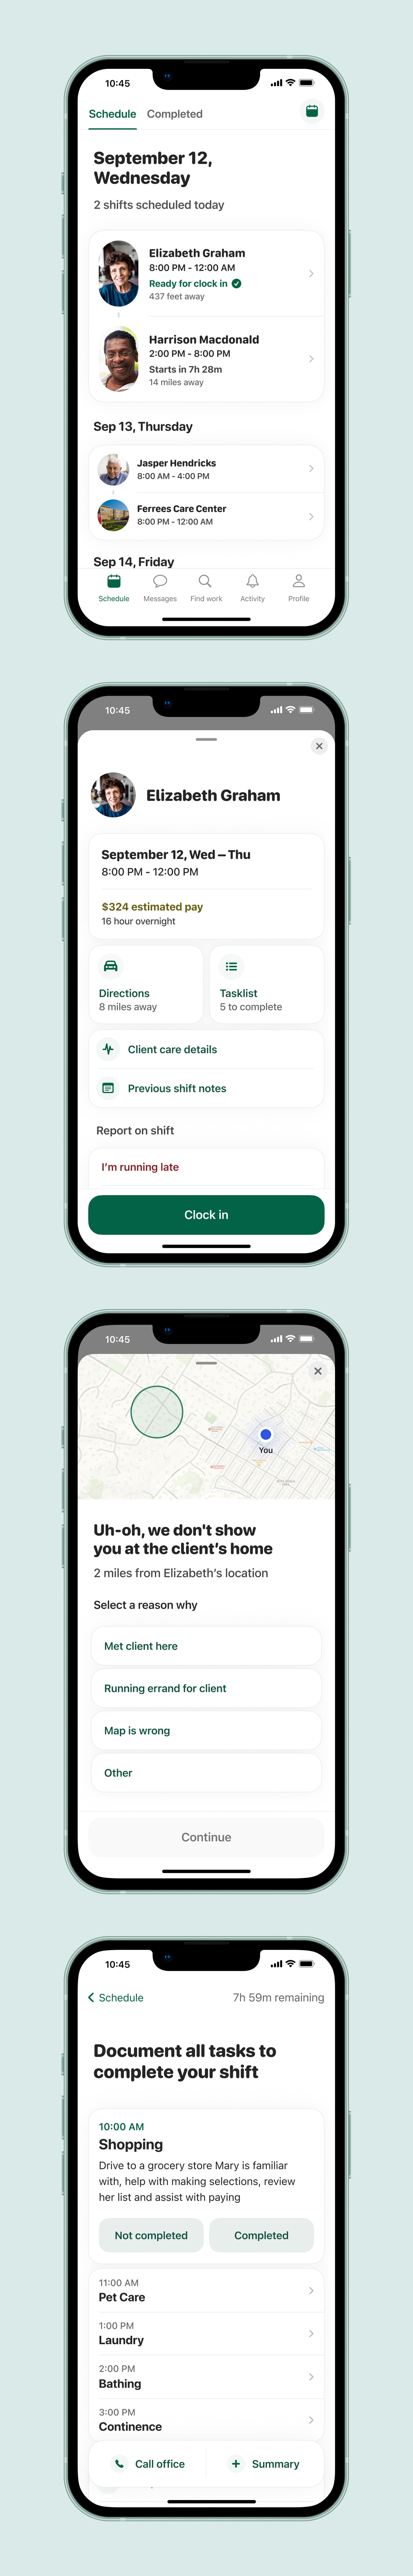 10:45
Schedule Completed
September 12,
Wednesday
2 shifts scheduled today
Elizabeth Graham
8:00 PM - 12:00 AM
Ready for clock in
437 feet away
Harrison Macdonald
2:00 PM - 8:00 PM
Starts in 7h 28m
14 miles away
Sep 13, Thursday
Jasper Hendricks
8:00 AM - 4:00 PM
Ferrees Care Center
8:00 PM - 12:00 AM
Sep 14, Friday
Schedule Messages Find work Activity Profile
10:45
Elizabeth Graham
September 12, Wed – Thu
8:00 PM - 12:00 PM
$324 estimated pay
16 hour overnight
Directions
8 miles away
Tasklist
5 to complete
Client care details
Previous shift notes
Report on shift
I’m running late
Clock in
10:45
You
Uh-oh, we don't show
you at the client’s home
2 miles from Elizabeth’s location
Select a reason why
Met client here
Running errand for client
Map is wrong
Other
Continue
10:45
Schedule 7h 59m remaining
Document all tasks to
complete your shift
10:00 AM
Shopping
Drive to a grocery store Mary is familiar
with, help with making selections, review
her list and assist with paying
Not completed Completed
11:00 AM
Pet Care
1:00 PM
Laundry
2:00 PM
Bathing
3:00 PM
Continence
Call office Summary